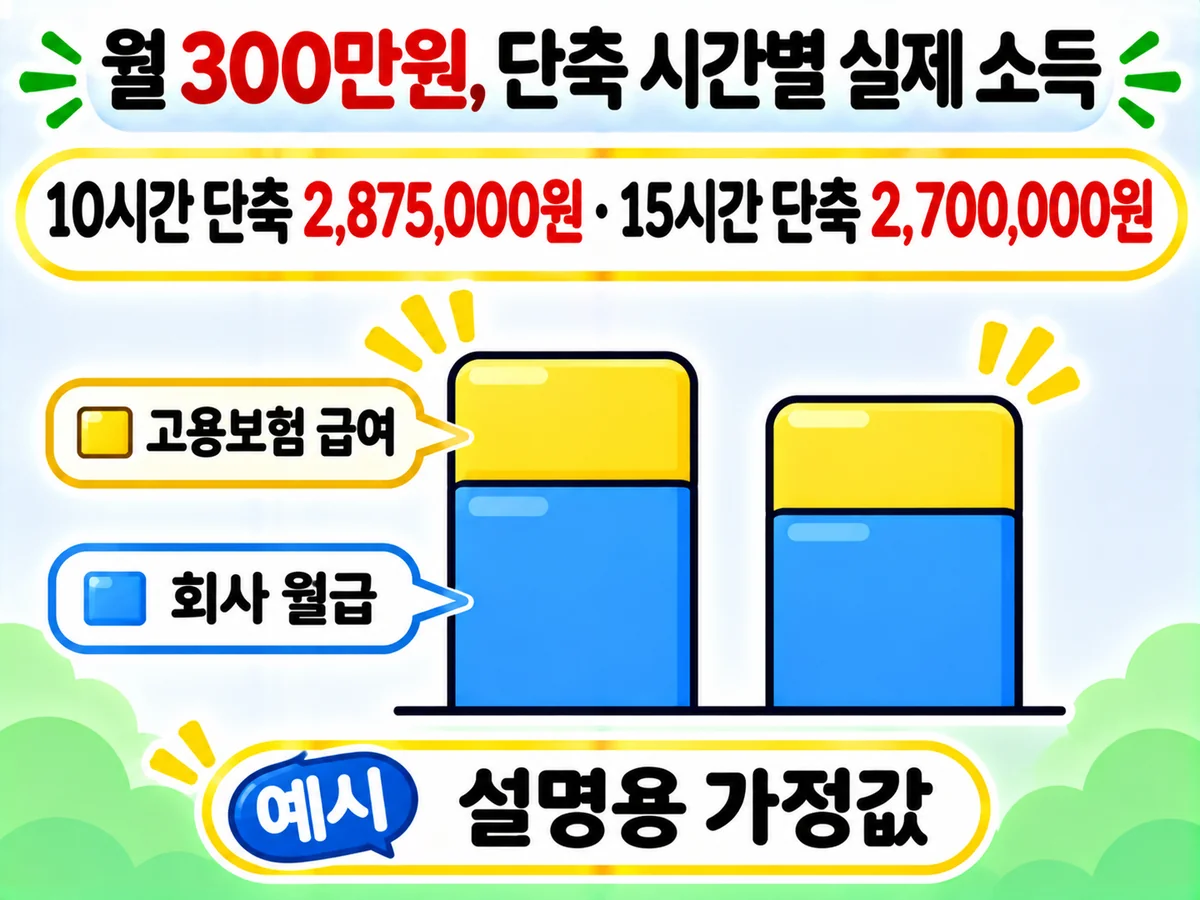 월 300만원, 단축 시간별 실제 소득
10시간 단축 2,875,000원 · 15시간 단축 2,700,000원
고용보험 급여
회사 월급
예시 설명용 가정값